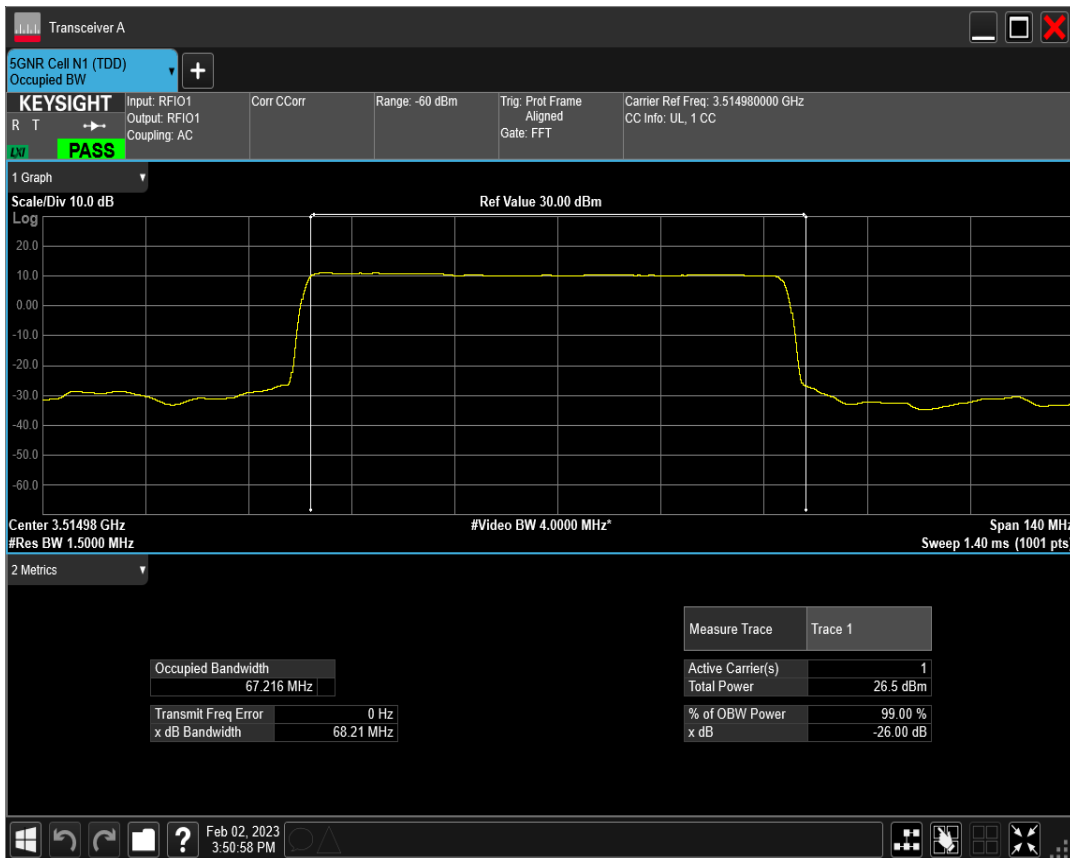 Transceiver A
5GNR Cell N1 (TDD)
Occupied BW
+
KEYSIGHT
R T
LXI
PASS
Input: RFIO1
Output: RFIO1
Coupling: AC
Corr CCorr
Range: -60 dBm
Trig: Prot Frame
Aligned
Gate: FFT
Carrier Ref Freq: 3.514980000 GHz
CC Info: UL, 1 CC
1 Graph
Scale/Div 10.0 dB
Ref Value 30.00 dBm
Log
20.0
10.0
0.00
-10.0
-20.0
-30.0
-40.0
-50.0
-60.0
Center 3.51498 GHz
#Video BW 4.0000 MHz*
Span 140 MHz
#Res BW 1.5000 MHz
Sweep 1.40 ms (1001 pts)
2 Metrics
Measure Trace Trace 1
Occupied Bandwidth
67.216 MHz
Active Carrier(s) 1
Total Power 26.5 dBm
Transmit Freq Error 0 Hz
x dB Bandwidth 68.21 MHz
% of OBW Power 99.00 %
x dB -26.00 dB
?
Feb 02, 2023
3:50:58 PM